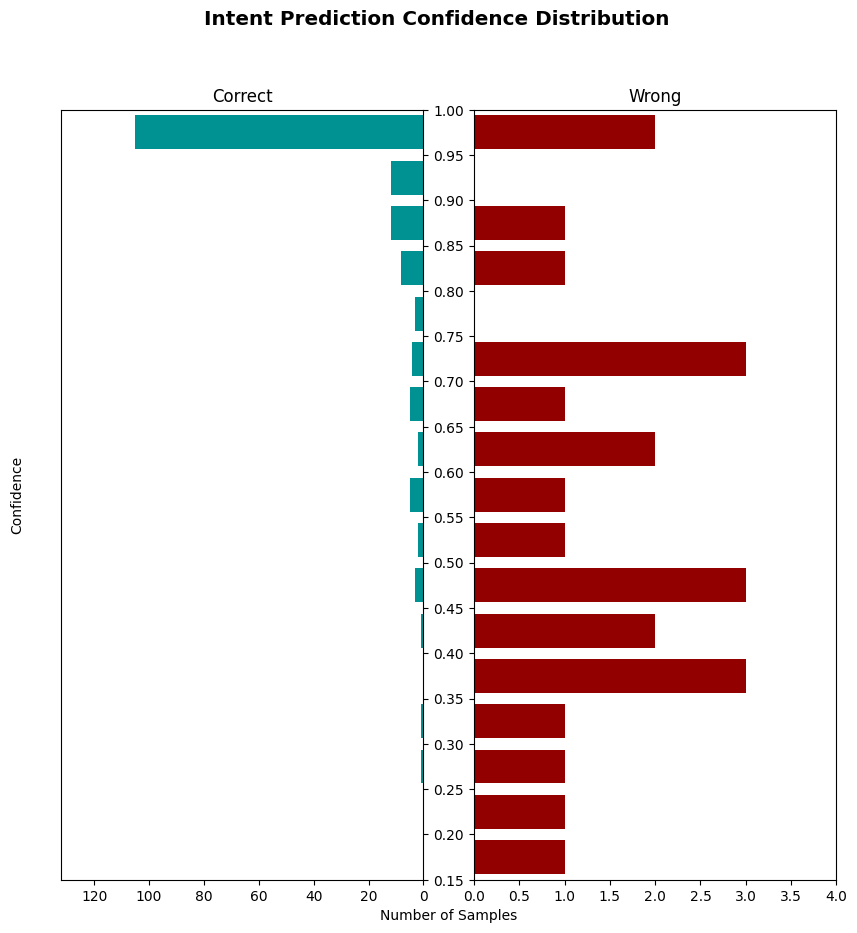 Intent Prediction Confidence Distribution
Correct
Wrong
Confidence
1.00
0.95
0.90
0.85
0.80
0.75
0.70
0.65
0.60
0.55
0.50
0.45
0.40
0.35
0.30
0.25
0.20
0.15
120 100 80 60 40 20 0
0.0 0.5 1.0 1.5 2.0 2.5 3.0 3.5 4.0
Number of Samples